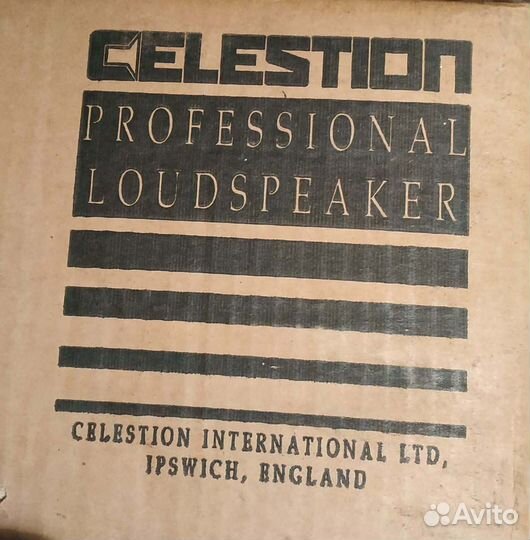 CELESTION
PROFESSIONAL
LOUDSPEAKER
CELESTION INTERNATIONAL LTD,
IPSWICH, ENGLAND
Avito